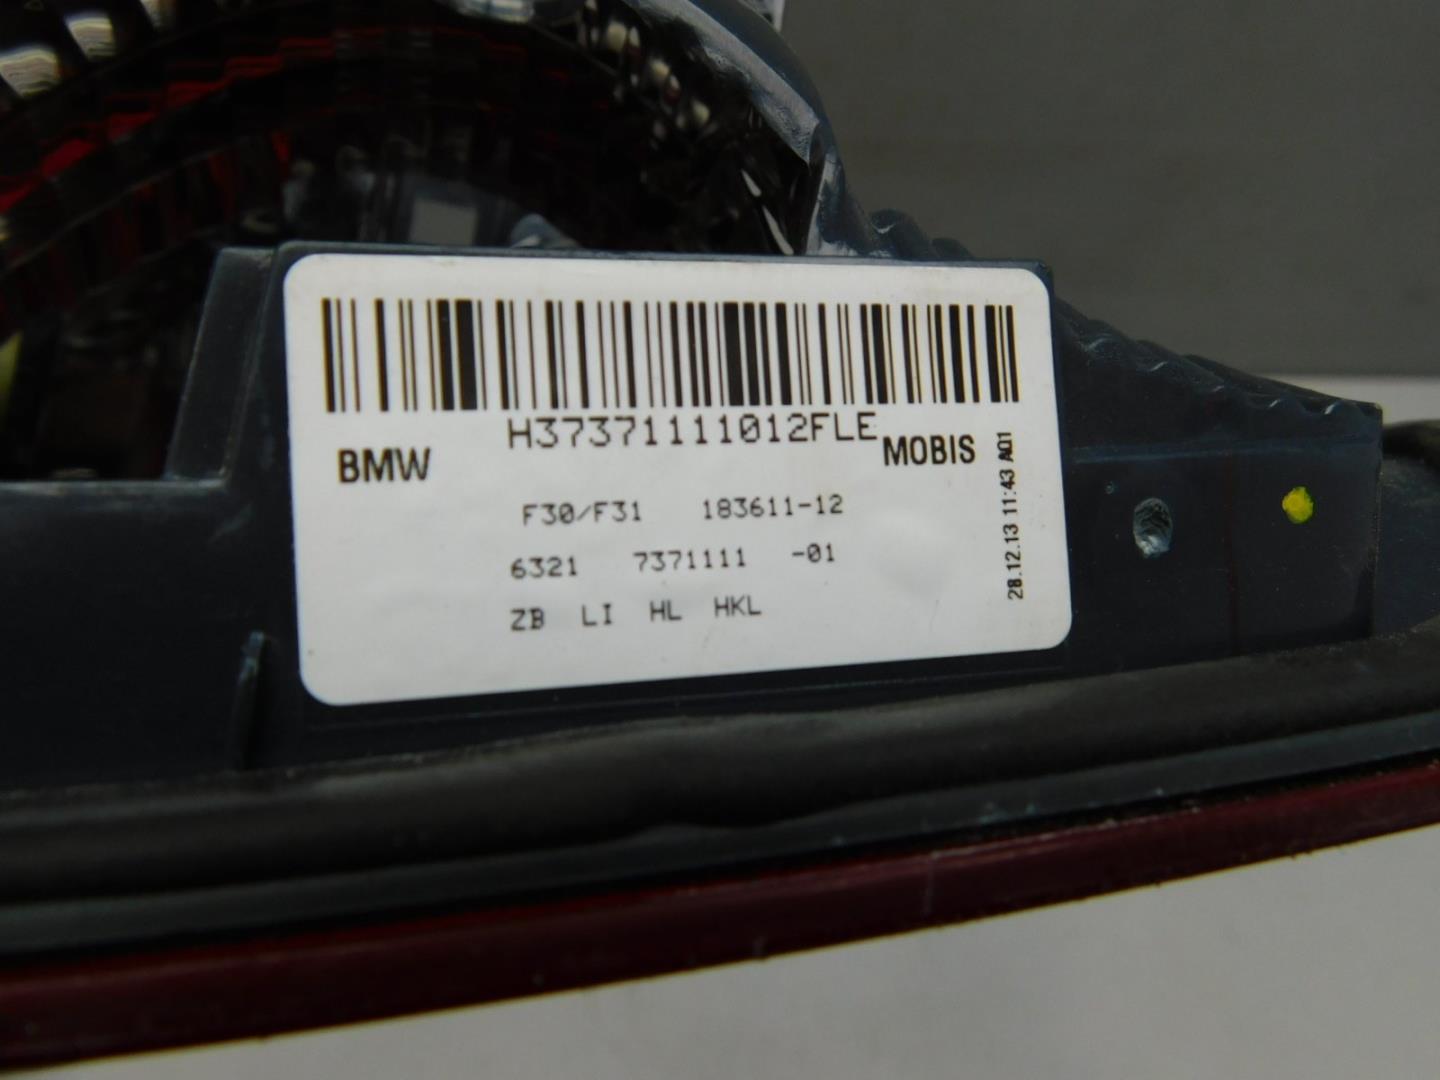 H37371111012FLE
BMW
MOBIS
F30/F31 183611-12
6321 7371111 -01
ZB LI HL HKL
28.12.13 11:43 A01